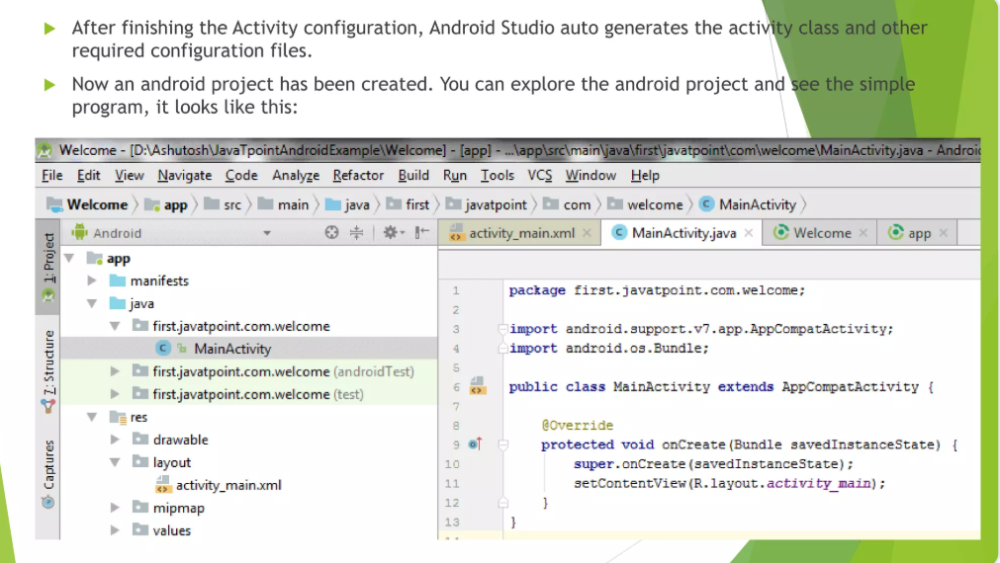 After finishing the Activity configuration, Android Studio auto generates the activity class and other
required configuration files.
Now an android project has been created. You can explore the android project and see the simple
program, it looks like this:
Welcome - [D:\Ashutosh\JavaTpointAndroidExample\Welcome] - [app] - ...\app\src\main\java\first\javatpoint\com\welcome\MainActivity.java - Android
File Edit View Navigate Code Analyze Refactor Build Run Tools VCS Window Help
Welcome app src main java first javatpoint com welcome MainActivity
1: Project
7: Structure
Captures
Android
app
manifests
java
first.javatpoint.com.welcome
MainActivity
first.javatpoint.com.welcome (androidTest)
first.javatpoint.com.welcome (test)
res
drawable
layout
activity_main.xml
mipmap
values
activity_main.xml MainActivity.java Welcome app
1 package first.javatpoint.com.welcome;
2
3 import android.support.v7.app.AppCompatActivity;
4 import android.os.Bundle;
5
6 public class MainActivity extends AppCompatActivity {
7
8 @Override
9 protected void onCreate(Bundle savedInstanceState) {
10 super.onCreate(savedInstanceState);
11 setContentView(R.layout.activity_main);
12 }
13 }